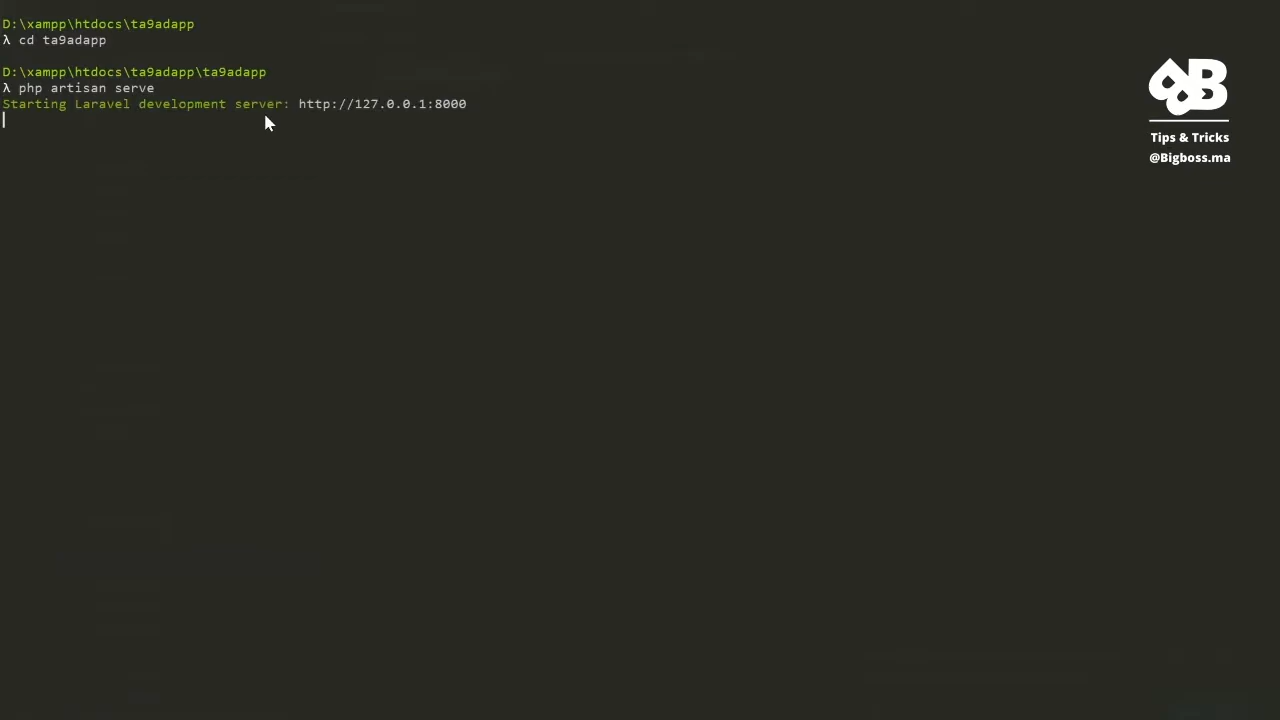 D:\xampp\htdocs\ta9adapp
λ cd ta9adapp
D:\xampp\htdocs\ta9adapp\ta9adapp
λ php artisan serve
Starting Laravel development server: http://127.0.0.1:8000
BB
Tips & Tricks
@Bigboss.ma